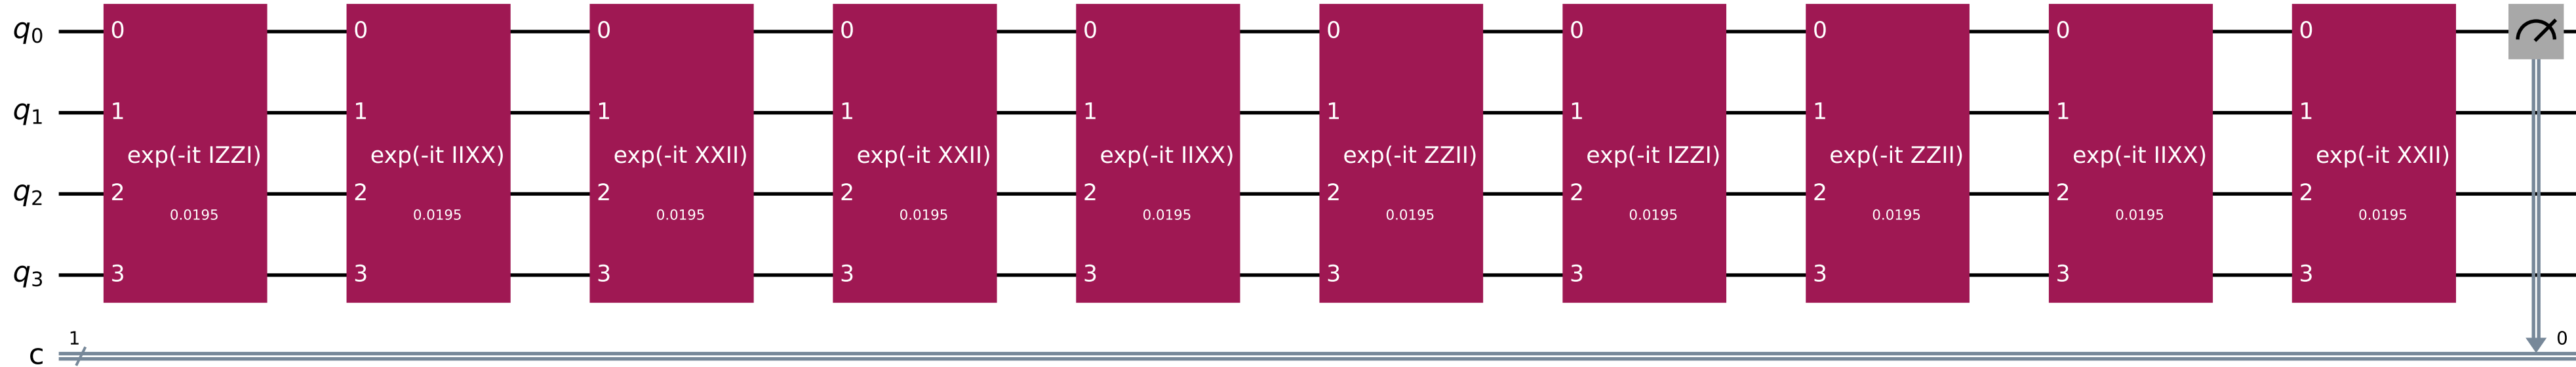 q0 0 0 0 0 0 0 0 0 0 0
q1 1 1 1 1 1 1 1 1 1 1
exp(-it IZZI) exp(-it IIXX) exp(-it XXII) exp(-it XXII) exp(-it IIXX) exp(-it ZZII) exp(-it IZZI) exp(-it ZZII) exp(-it IIXX) exp(-it XXII)
q2 2 2 2 2 2 2 2 2 2 2
0.0195 0.0195 0.0195 0.0195 0.0195 0.0195 0.0195 0.0195 0.0195 0.0195
q3 3 3 3 3 3 3 3 3 3 3
1 0
c